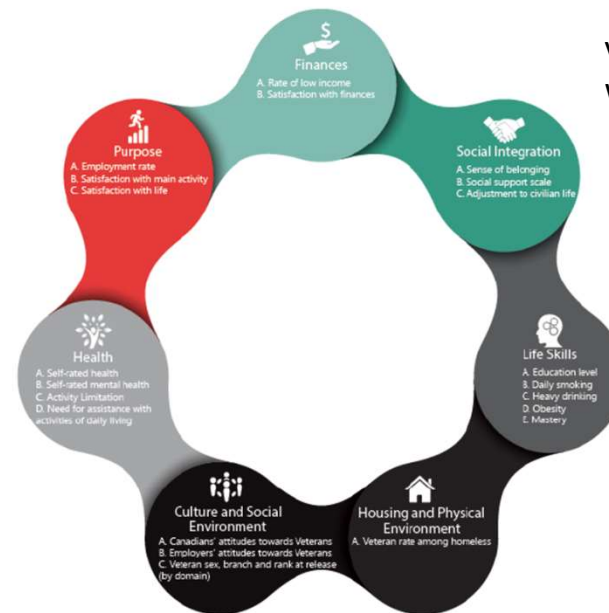 $
Finances
A. Rate of low income
B. Satisfaction with finances
Purpose
A. Employment rate
B. Satisfaction with main activity
C. Satisfaction with life
Social Integration
A. Sense of belonging
B. Social support scale
C. Adjustment to civilian life
Health
A. Self-rated health
B. Self-rated mental health
C. Activity Limitation
D. Need for assistance with
activities of daily living
Life Skills
A. Education level
B. Daily smoking
C. Heavy drinking
D. Obesity
E. Mastery
Culture and Social
Environment
A. Canadians' attitudes towards Veterans
B. Employers' attitudes towards Veterans
C. Veteran sex, branch and rank at release
(by domain)
Housing and Physical
Environment
A. Veteran rate among homeless